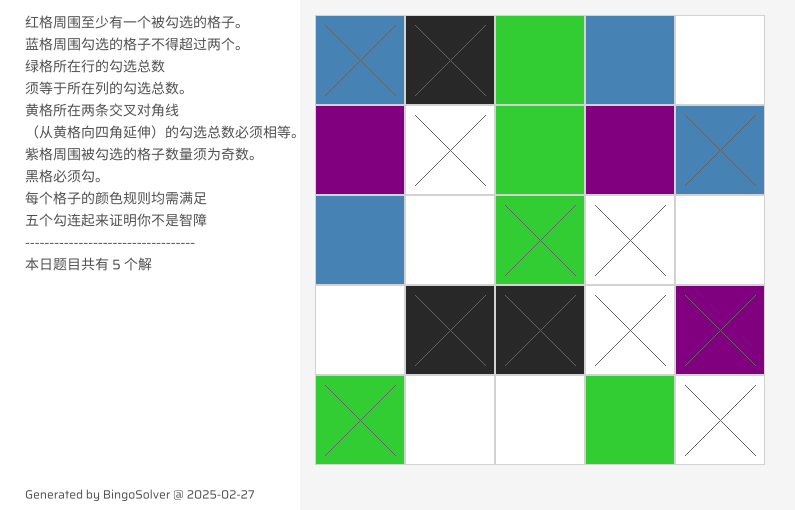 红格周围至少有一个被勾选的格子。
蓝格周围勾选的格子不得超过两个。
绿格所在行的勾选总数
须等于所在列的勾选总数。
黄格所在两条交叉对角线
（从黄格向四角延伸）的勾选总数必须相等。
紫格周围被勾选的格子数量须为奇数。
黑格必须勾。
每个格子的颜色规则均需满足
五个勾连起来证明你不是智障
----------------------------------
本日题目共有 5 个解
Generated by BingoSolver @ 2025-02-27